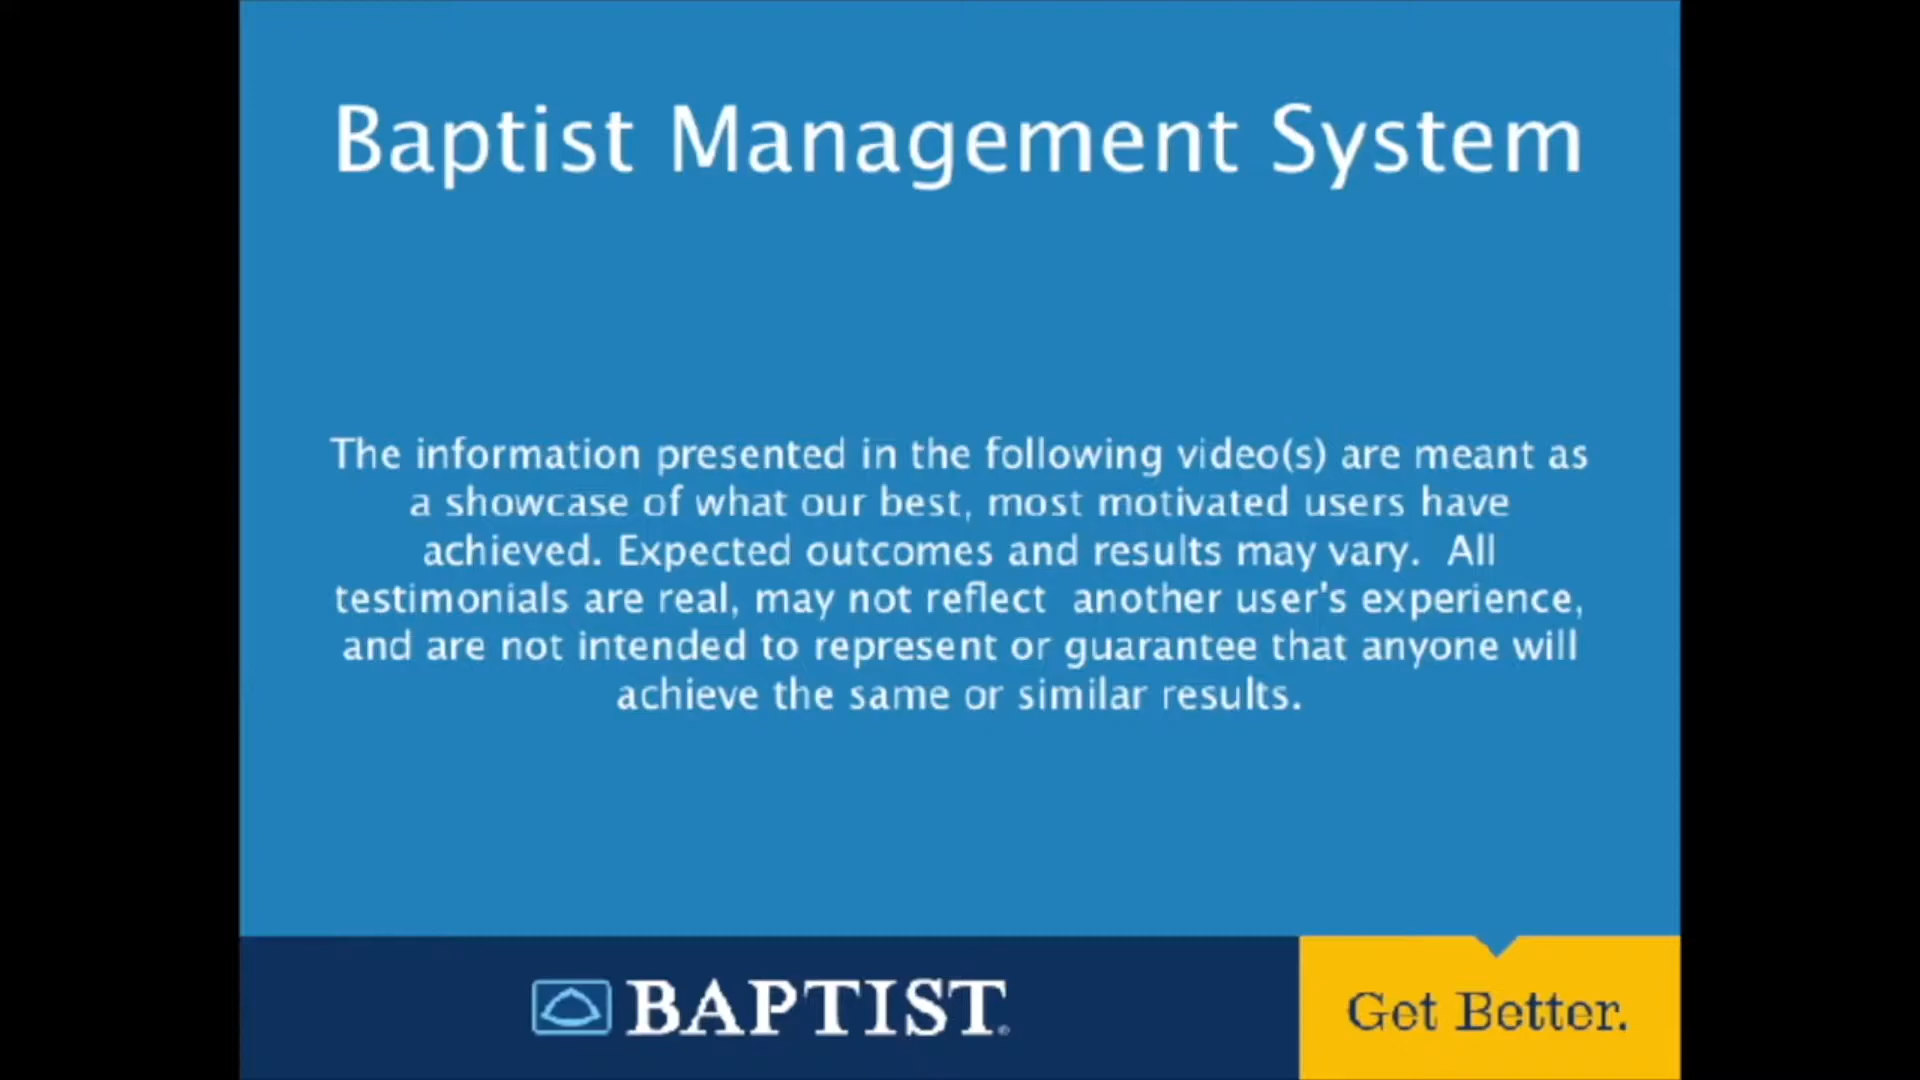 Baptist Management System
The information presented in the following video(s) are meant as
a showcase of what our best, most motivated users have
achieved. Expected outcomes and results may vary.  All
testimonials are real, may not reflect  another user's experience,
and are not intended to represent or guarantee that anyone will
achieve the same or similar results.
BAPTIST®
Get Better.